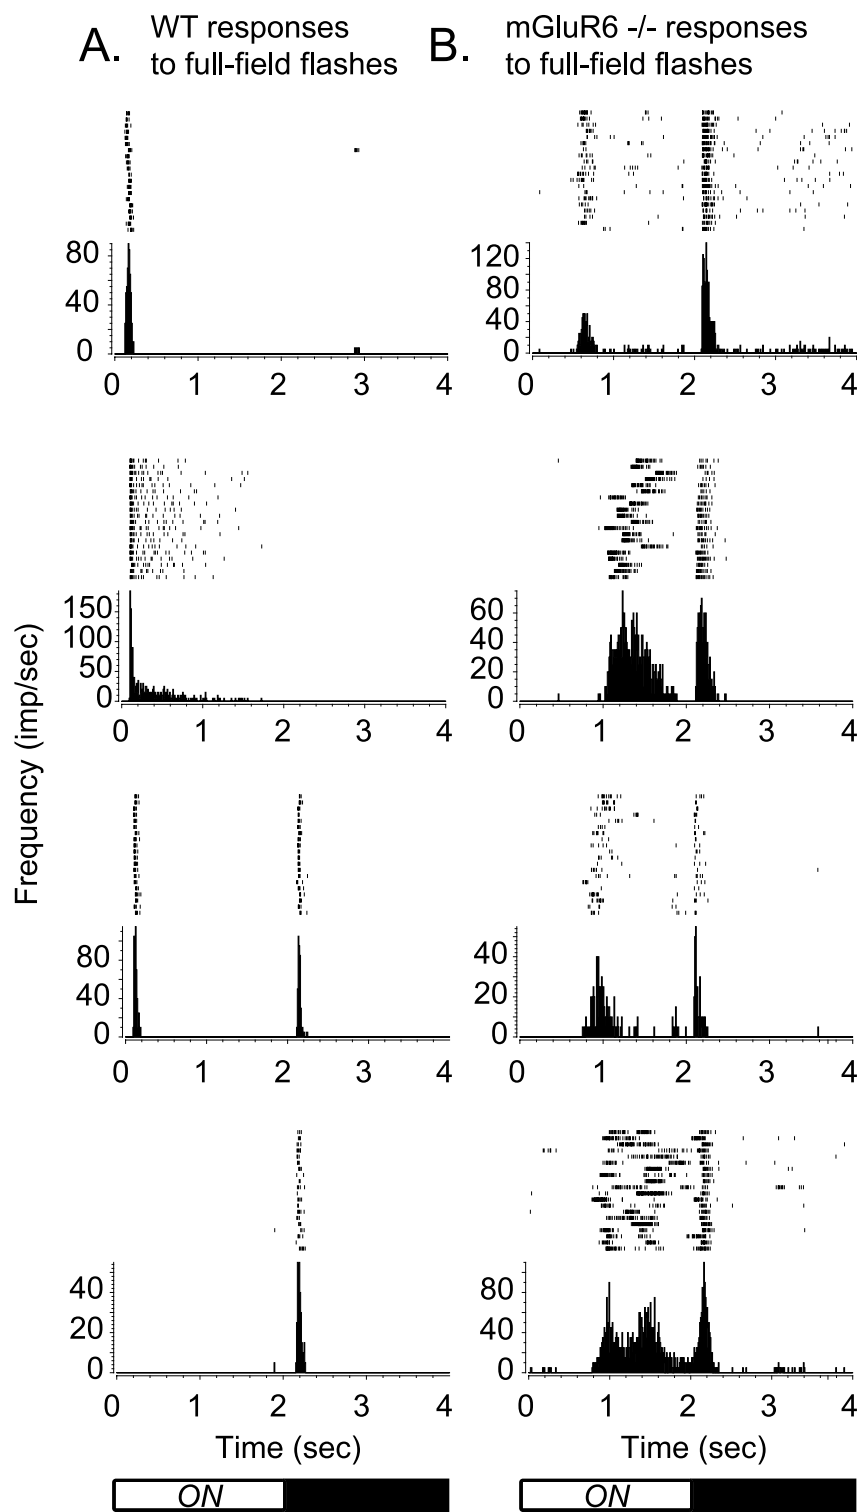 A. WT responses to full-field flashes
B. mGluR6 -/- responses to full-field flashes
80
40
0
0 1 2 3 4
120
80
40
0
0 1 2 3 4
150
100
50
0
0 1 2 3 4
60
40
20
0
0 1 2 3 4
80
40
0
0 1 2 3 4
40
20
0
0 1 2 3 4
40
20
0
0 1 2 3 4
80
40
0
0 1 2 3 4
Frequency (imp/sec)
Time (sec)
Time (sec)
ON
ON